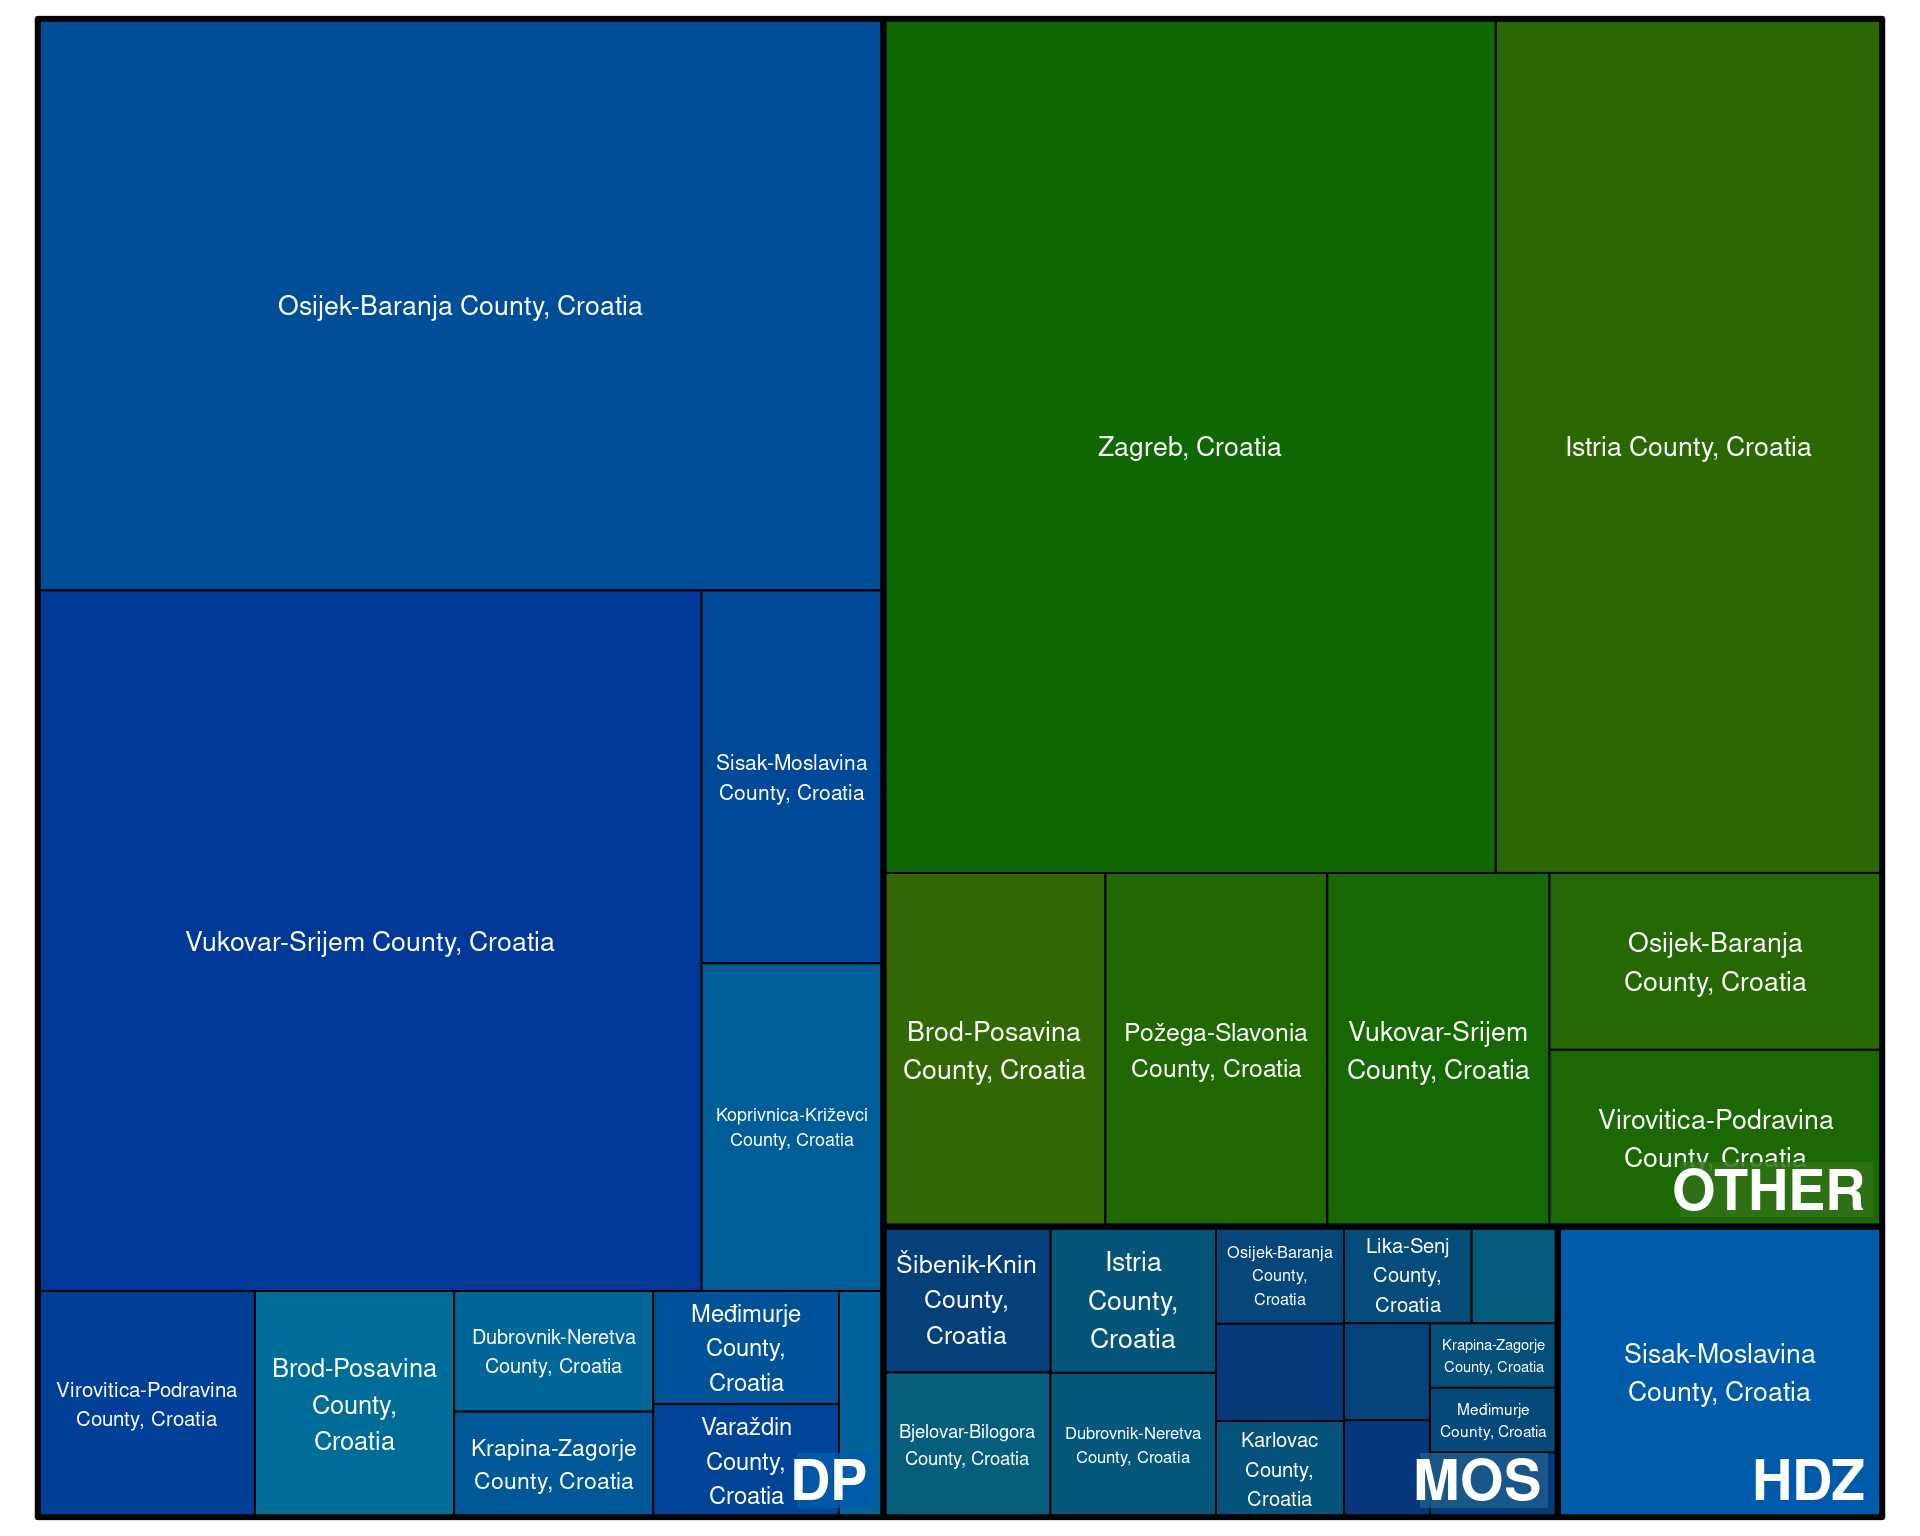 Osijek-Baranja County, Croatia
Vukovar-Srijem County, Croatia
Sisak-Moslavina
County, Croatia
Koprivnica-Križevci
County, Croatia
Virovitica-Podravina
County, Croatia
Brod-Posavina
County,
Croatia
Dubrovnik-Neretva
County, Croatia
Krapina-Zagorje
County, Croatia
Međimurje
County,
Croatia
Varaždin
County,
Croatia
DP
Zagreb, Croatia
Istria County, Croatia
Brod-Posavina
County, Croatia
Požega-Slavonia
County, Croatia
Vukovar-Srijem
County, Croatia
Osijek-Baranja
County, Croatia
Virovitica-Podravina
County, Croatia
OTHER
Šibenik-Knin
County,
Croatia
Istria
County,
Croatia
Bjelovar-Bilogora
County, Croatia
Dubrovnik-Neretva
County, Croatia
Osijek-Baranja
County,
Croatia
Lika-Senj
County,
Croatia
Karlovac
County,
Croatia
Krapina-Zagorje
County, Croatia
Međimurje
County, Croatia
MOS
Sisak-Moslavina
County, Croatia
HDZ